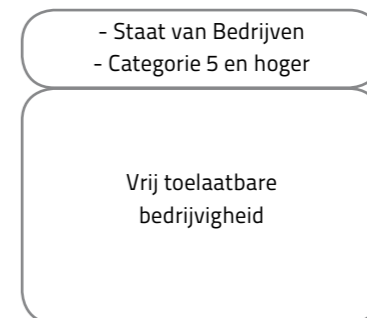 - Staat van Bedrijven
- Categorie 5 en hoger
Vrij toelaatbare
bedrijvigheid